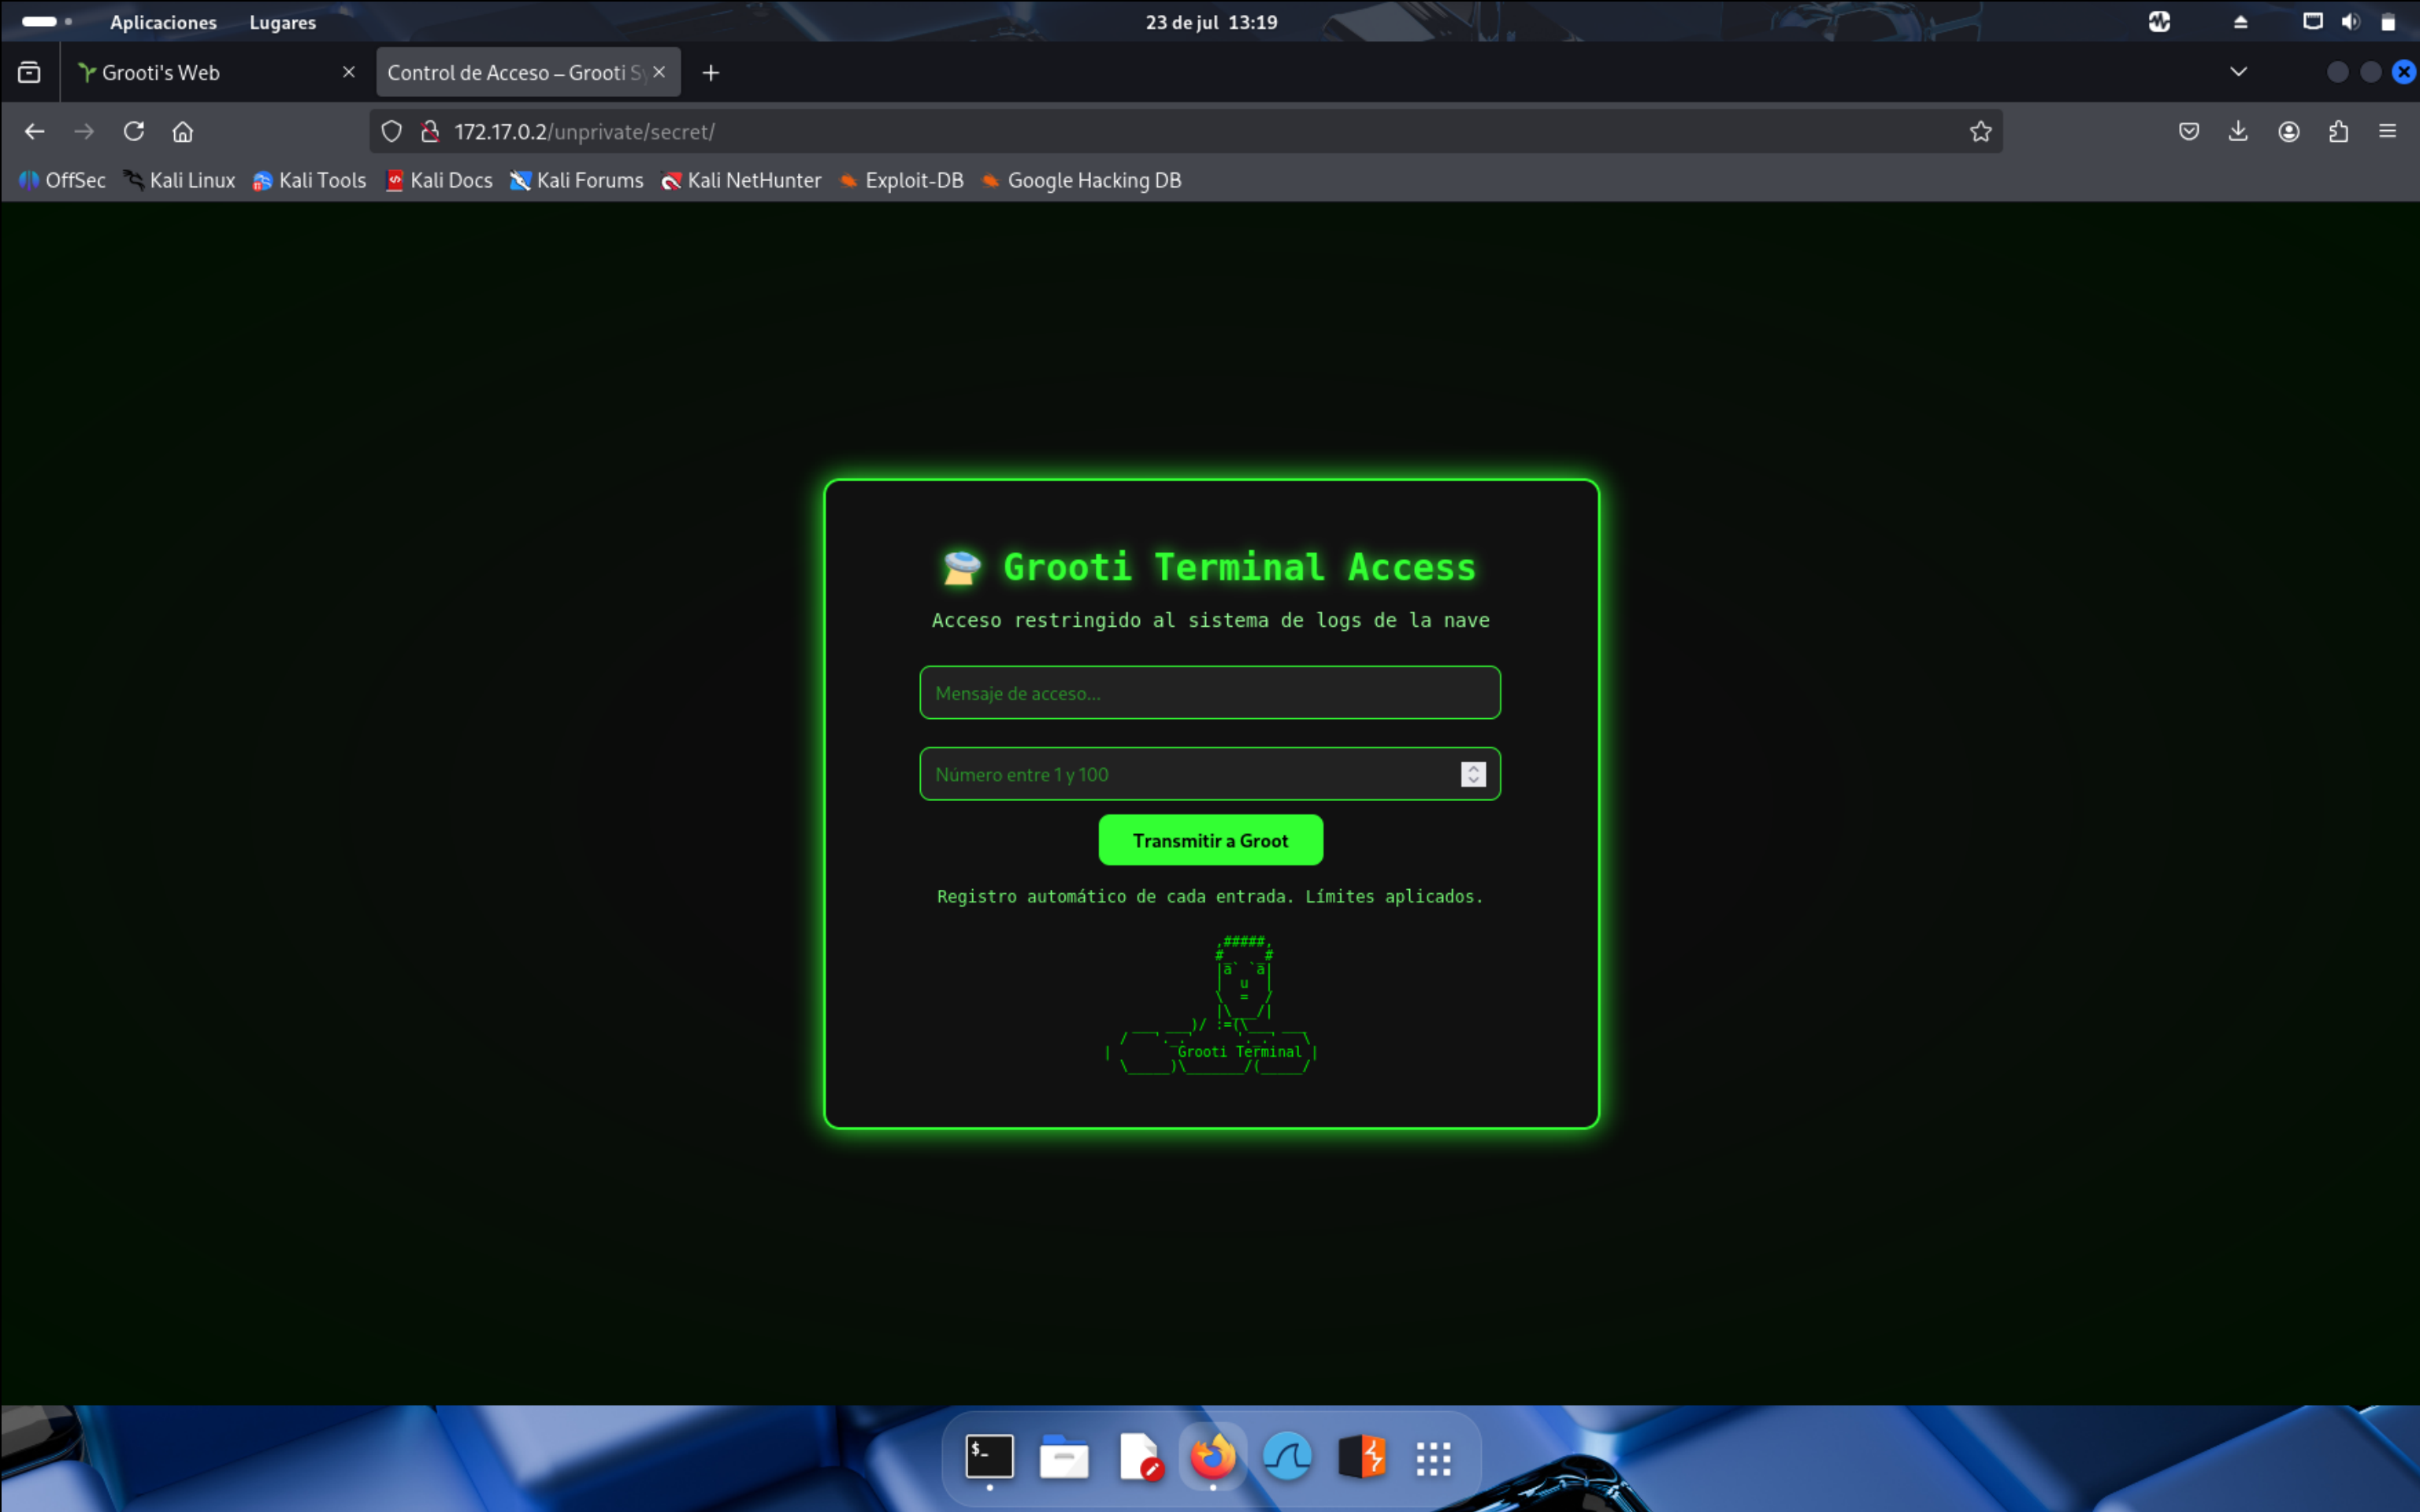 Aplicaciones Lugares 23 de jul 13:19
Grooti's Web Control de Acceso – Grooti S
172.17.0.2/unprivate/secret/
OffSec Kali Linux Kali Tools Kali Docs Kali Forums Kali NetHunter Exploit-DB Google Hacking DB
Grooti Terminal Access
Acceso restringido al sistema de logs de la nave
Mensaje de acceso...
Número entre 1 y 100
Transmitir a Groot
Registro automático de cada entrada. Límites aplicados.
Grooti Terminal
$_